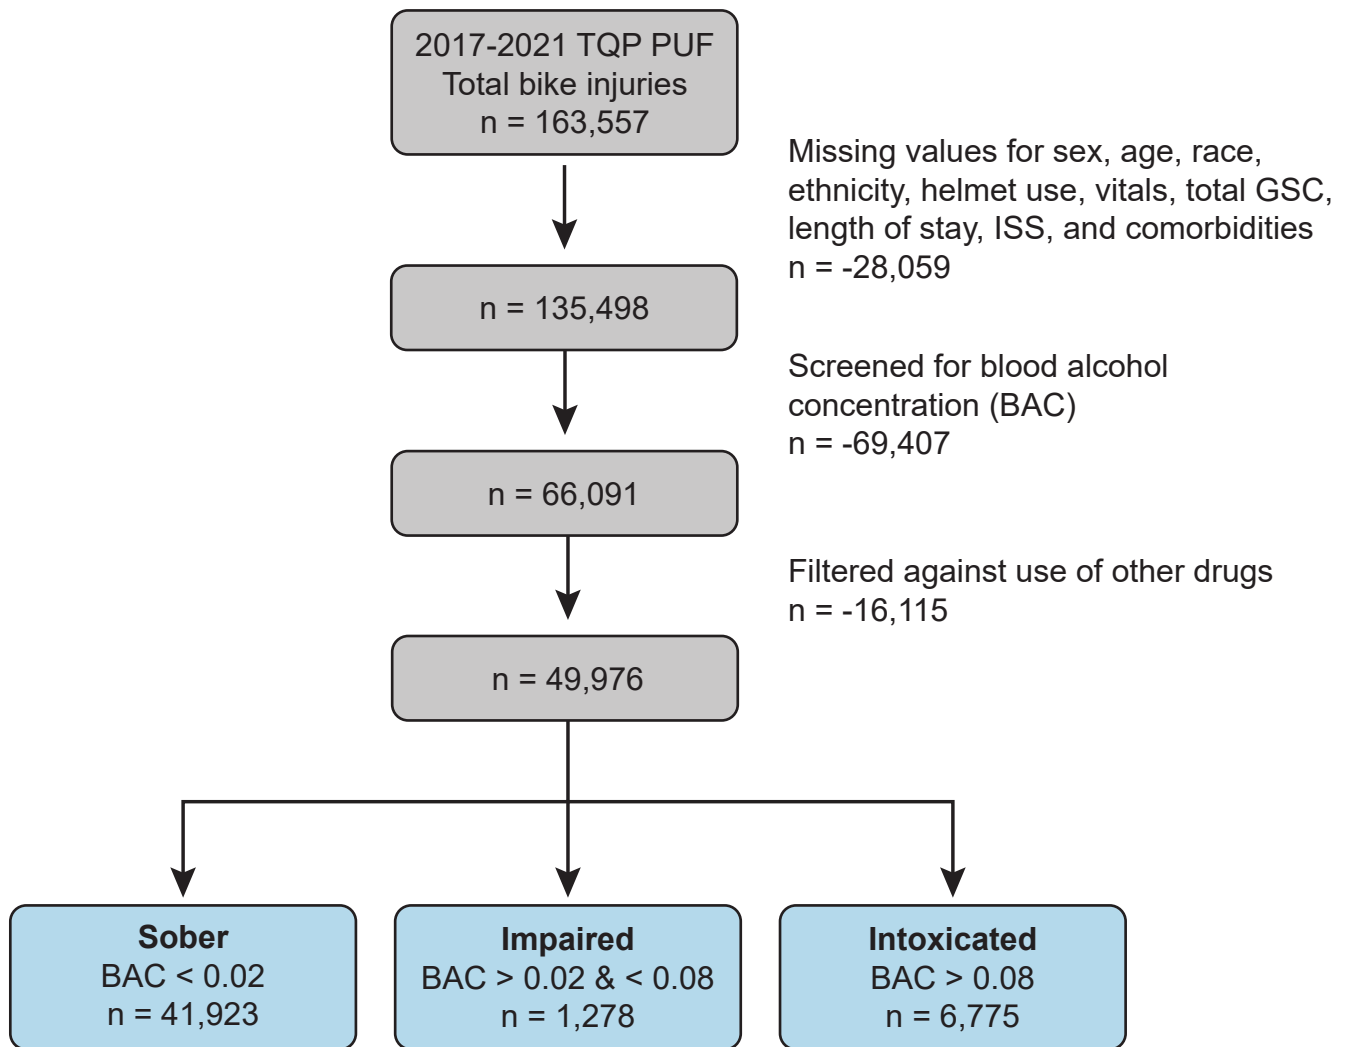 2017-2021 TQP PUF
Total bike injuries
n = 163,557
Missing values for sex, age, race,
ethnicity, helmet use, vitals, total GSC,
length of stay, ISS, and comorbidities
n = -28,059
n = 135,498
Screened for blood alcohol
concentration (BAC)
n = -69,407
n = 66,091
Filtered against use of other drugs
n = -16,115
n = 49,976
Sober
BAC < 0.02
n = 41,923
Impaired
BAC > 0.02 & < 0.08
n = 1,278
Intoxicated
BAC > 0.08
n = 6,775